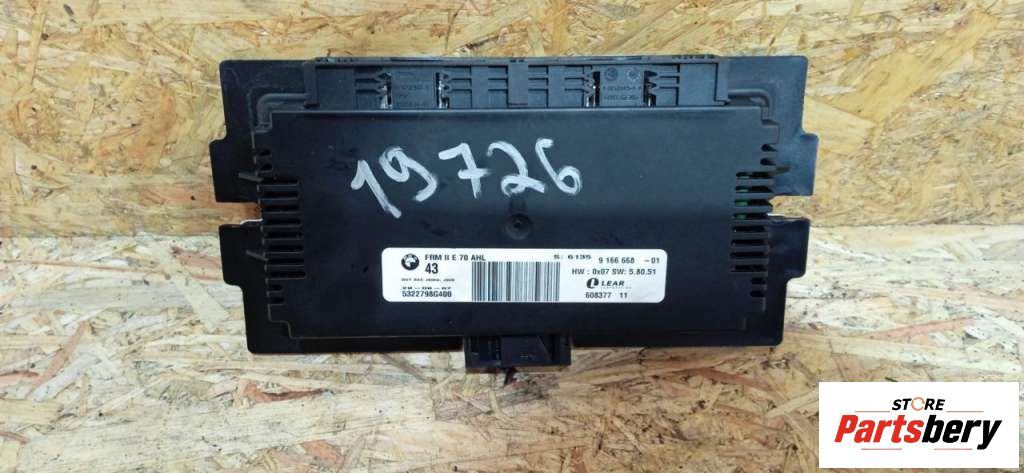 19726
FRM II E 70 AHL
43
5322798G400
S: 6135 9 166 668 - 01
HW : 0x07 SW: 5.80.51
LEAR
608377 11
STORE
Partsbery